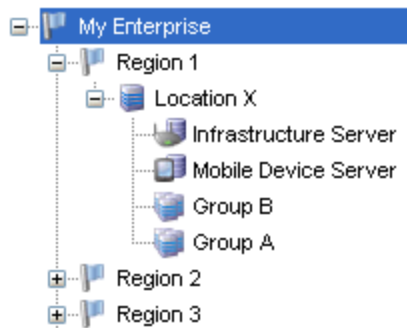 My Enterprise
Region 1
Location X
Infrastructure Server
Mobile Device Server
Group B
Group A
Region 2
Region 3